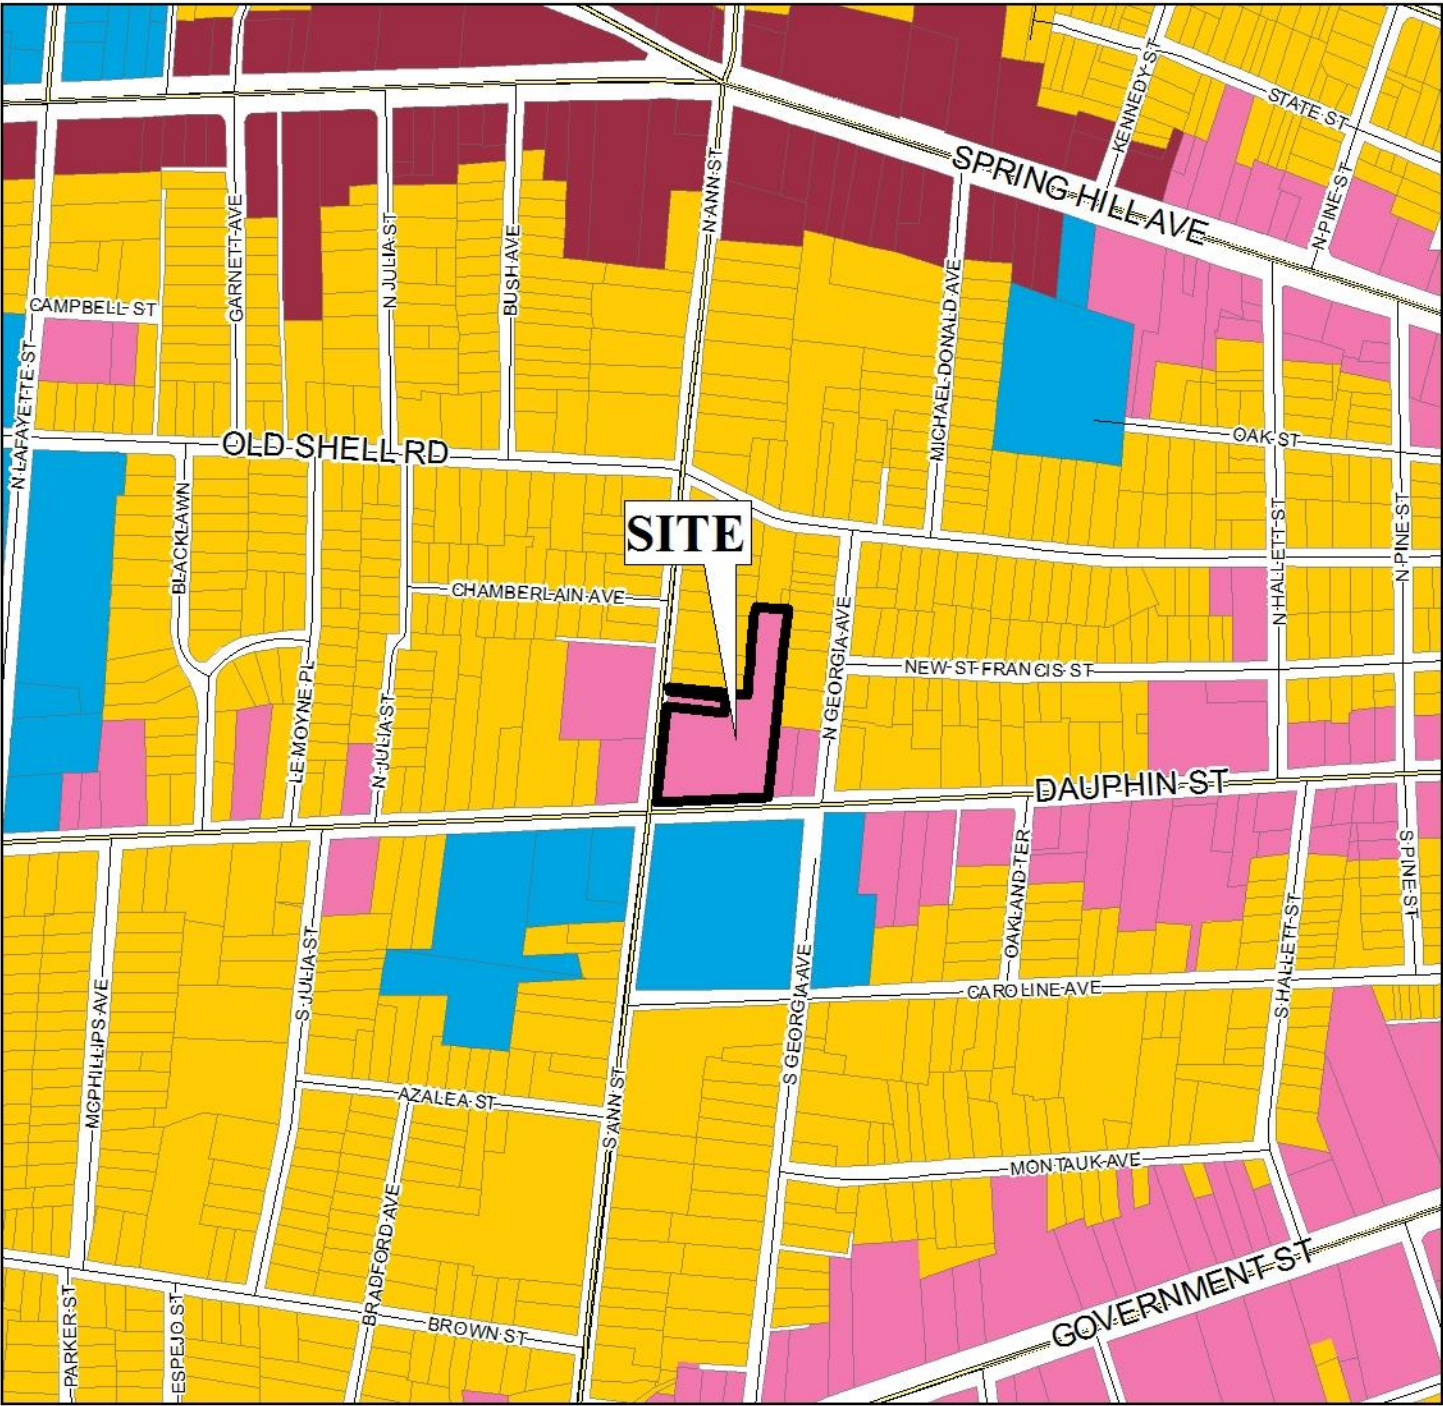 KENNEDY ST
STATE ST
SPRING HILL AVE
N PINE ST
N ANN ST
GARNETT AVE
N JULIA ST
BUSH AVE
MICHAEL DONALD AVE
CAMPBELL ST
N LAFAYETTE ST
OLD SHELL RD
OAK ST
BLACKLAWN
SITE
N HALLETT ST
N PINE ST
CHAMBERLAIN AVE
N GEORGIA AVE
NEW ST FRANCIS ST
LE MOYNE PL
N JULIA ST
DAUPHIN ST
OAKLAND TER
S PINE ST
S JULIA ST
S HALLETT ST
MCPHILLIPS AVE
S GEORGIA AVE
CAROLINE AVE
AZALEA ST
S ANN ST
MONTAUK AVE
BRADFORD AVE
GOVERNMENT ST
PARKER ST
ESPEJO ST
BROWN ST